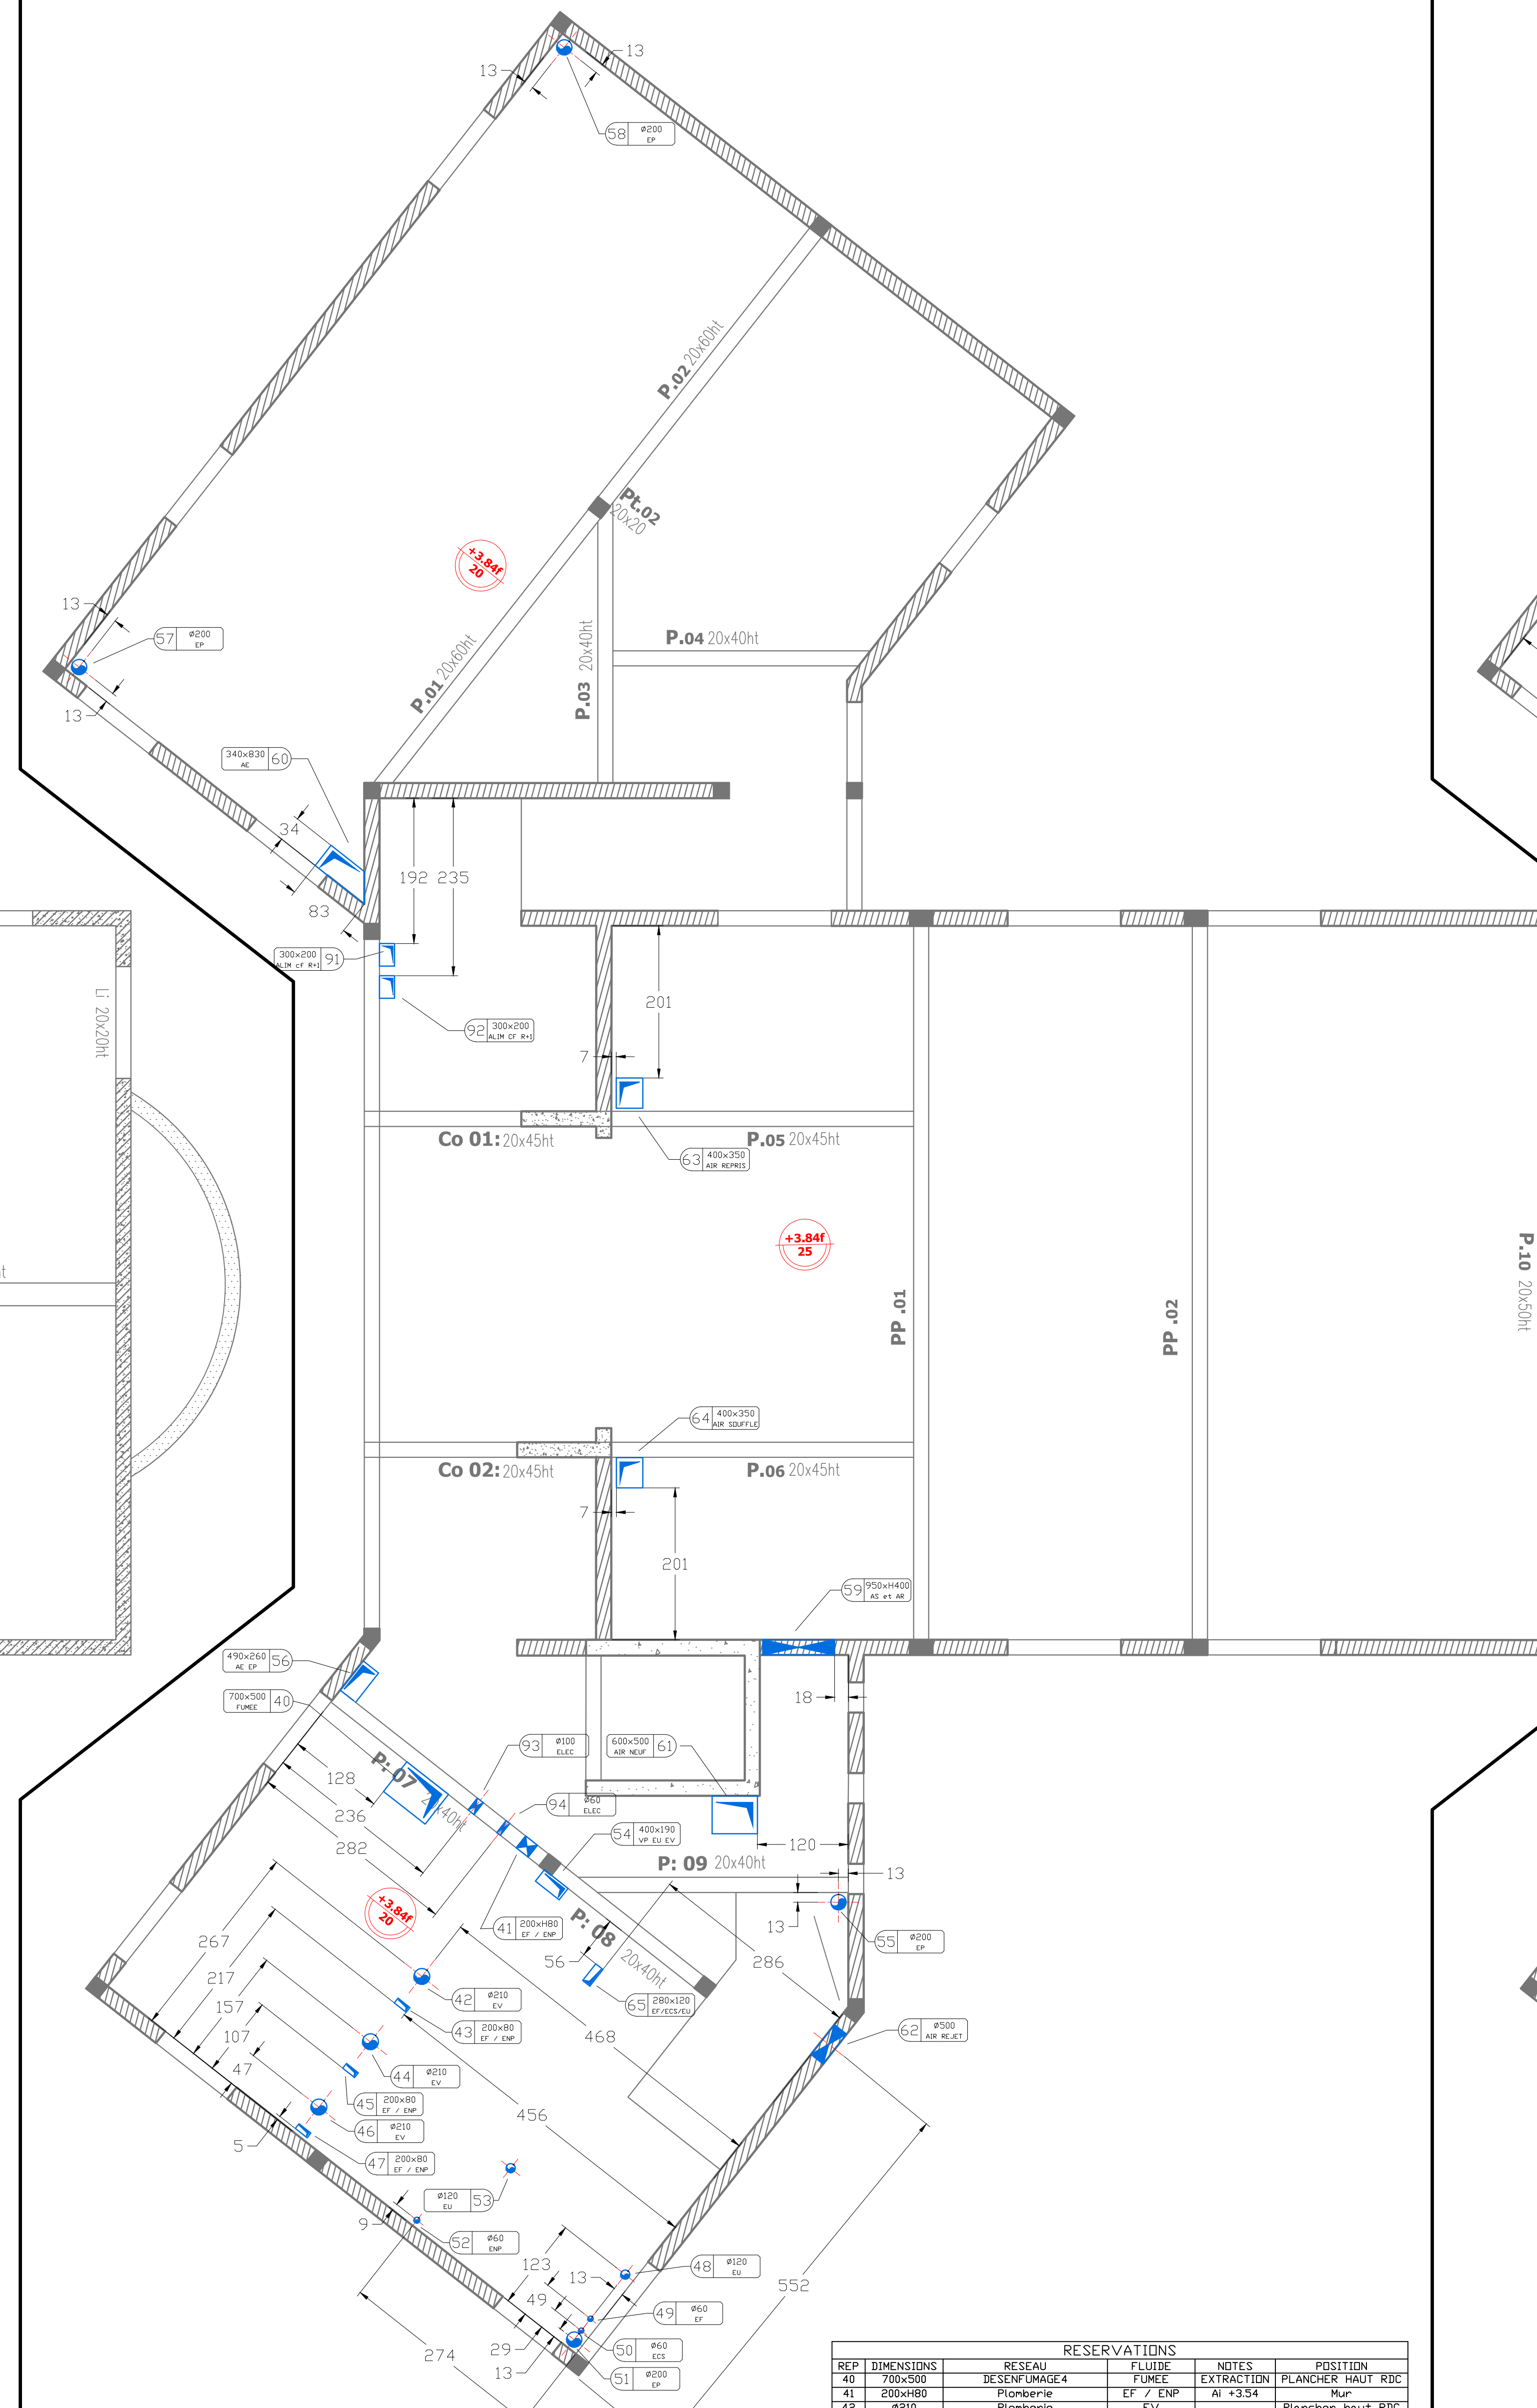 13
13
58
Ø200
EP
P.02 20x60ht
Pt.02
20x20
+3.84f
20
13
57
Ø200
EP
13
P.01 20x60ht
P.03 20x40ht
P.04 20x40ht
340x830
AE
60
34
83
192
235
300x200
ALIM cf R+1
91
92
300x200
ALIM CF R+1
Li 20x20ht
201
7
Co 01: 20x45ht
P.05 20x45ht
63
400x350
AIR REPRIS
+3.84f
25
PP .01
PP .02
P.10 20x50ht
64
400x350
AIR SOUFFLE
Co 02: 20x45ht
P.06 20x45ht
7
201
59
950xH400
AS et AR
490x260
AE EP
56
700x500
FUMEE
40
18
93
Ø100
ELEC
600x500
AIR NEUF
61
P: 07 20x40ht
128
236
282
94
Ø60
ELEC
54
400x190
VP EU EV
120
P: 09 20x40ht
13
13
55
Ø200
EP
+3.84f
20
41
200xH80
EF / ENP
P: 08 20x40ht
56
286
65
280x120
EF/ECS/EU
267
217
157
107
47
5
42
Ø210
EV
43
200x80
EF / ENP
468
62
Ø500
AIR REJET
44
Ø210
EV
45
200x80
EF / ENP
46
Ø210
EV
456
47
200x80
EF / ENP
Ø120
EU
53
9
52
Ø60
ENP
123
13
49
48
Ø120
EU
49
Ø60
EF
552
274
29
13
50
Ø60
ECS
51
Ø200
EP
RESERVATIONS
REP DIMENSIONS RESEAU FLUIDE NOTES POSITION
40 700x500 DESENFUMAGE4 FUMEE EXTRACTION PLANCHER HAUT RDC
41 200xH80 Plomberie EF / ENP Ai +3.54 Mur
42 Ø210 Plomberie EV Plancher haut RDC